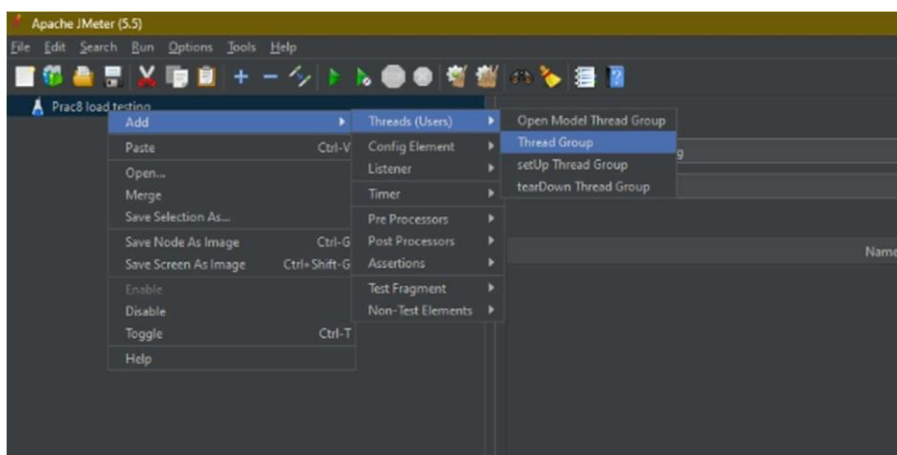 Apache JMeter (5.5)
File Edit Search Run Options Tools Help
Prac8 load testing
Add
Paste Ctrl-V
Open...
Merge
Save Selection As...
Save Node As Image Ctrl-G
Save Screen As Image Ctrl+Shift-G
Enable
Disable
Toggle Ctrl-T
Help
Threads (Users)
Config Element
Listener
Timer
Pre Processors
Post Processors
Assertions
Test Fragment
Non-Test Elements
Open Model Thread Group
Thread Group
setUp Thread Group
tearDown Thread Group
g
Name